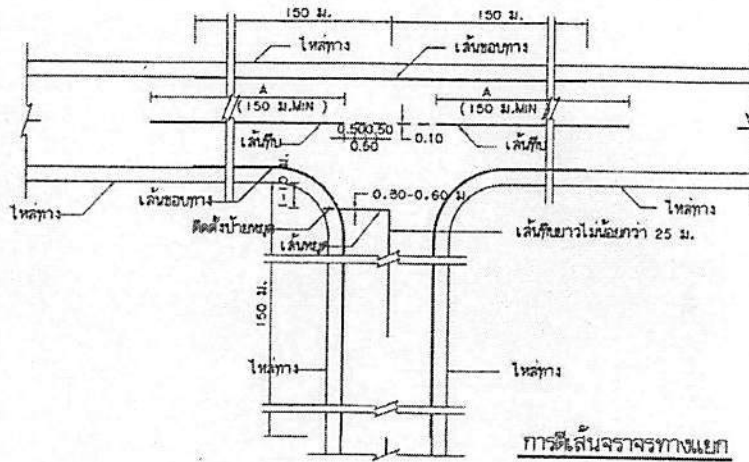 150 ม. 150 ม.
ไหล่ทาง เส้นขอบทาง
A A
(150 ม.MIN) (150 ม.MIN)
เส้นทึบ 0.50 0.50 0.10 เส้นทึบ
0.50
ไหล่ทาง เส้นขอบทาง 0.30-0.60 ม. ไหล่ทาง
ติดตั้งป้ายหยุด
เส้นหยุด เส้นทึบยาวไม่น้อยกว่า 25 ม.
150 ม.
ไหล่ทาง ไหล่ทาง
การตีเส้นจราจรทางแยก